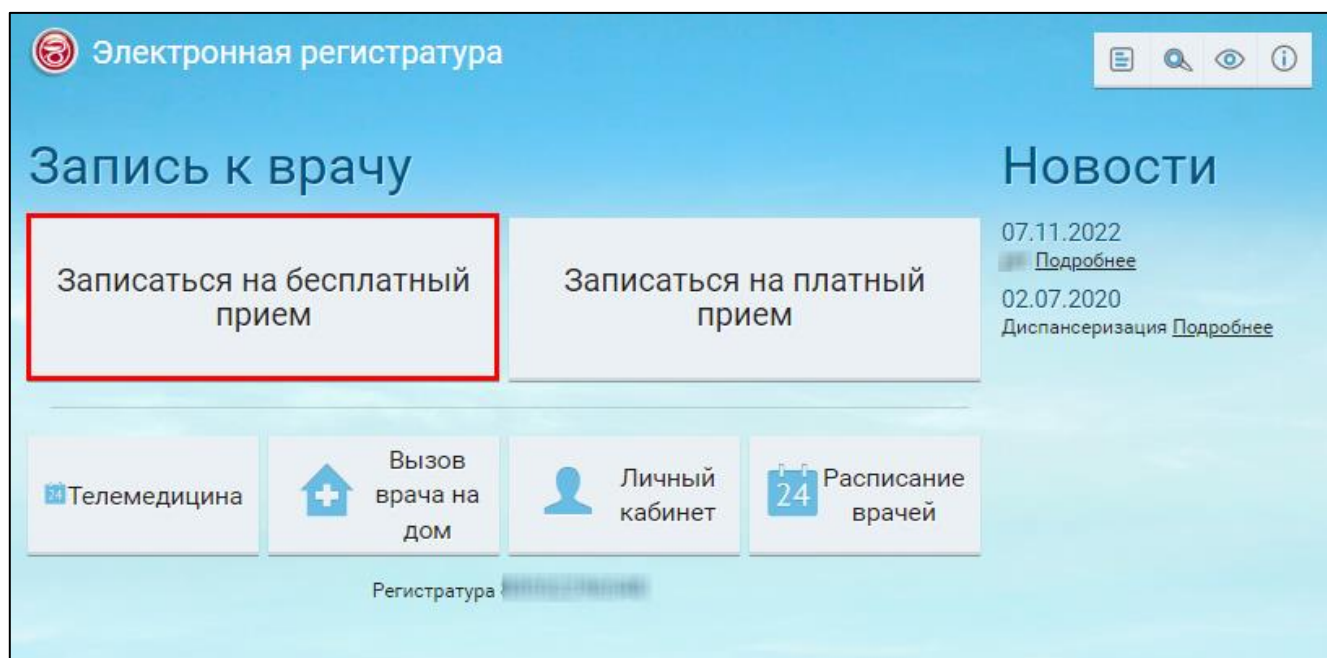 Электронная регистратура
Запись к врачу
Записаться на бесплатный
прием
Записаться на платный
прием
24
Телемедицина
Вызов
врача на
дом
Личный
кабинет
24
Расписание
врачей
Регистратура
Новости
07.11.2022
Подробнее
02.07.2020
Диспансеризация Подробнее